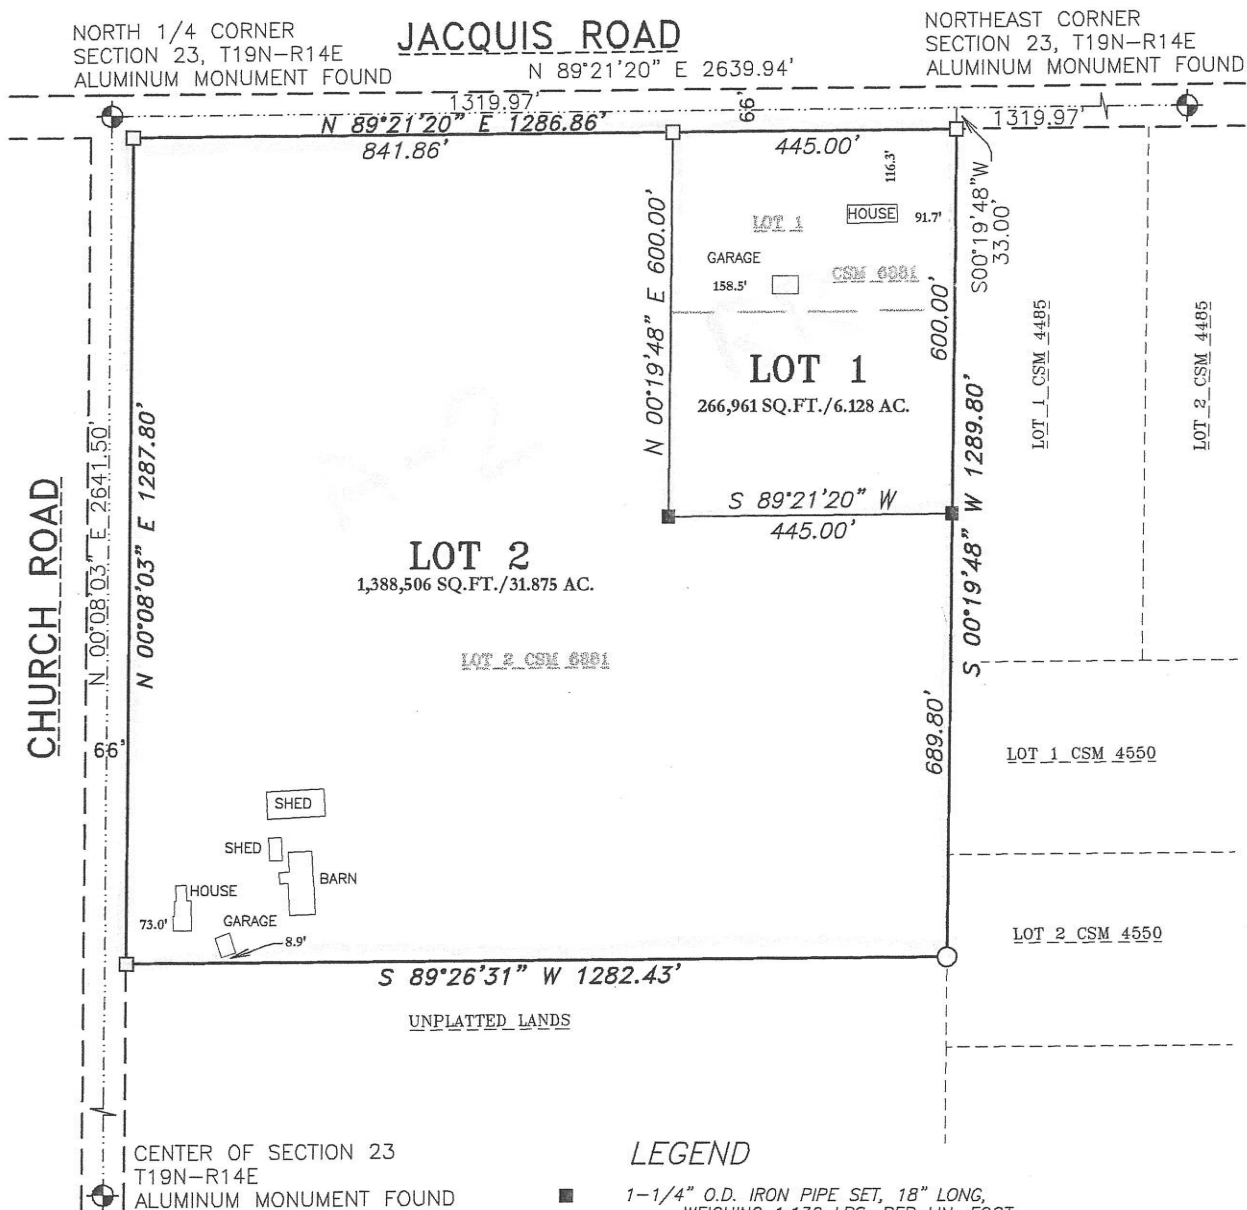 NORTH 1/4 CORNER
SECTION 23, T19N-R14E
ALUMINUM MONUMENT FOUND
JACQUIS ROAD
N 89°21'20" E 2639.94'
NORTHEAST CORNER
SECTION 23, T19N-R14E
ALUMINUM MONUMENT FOUND
1319.97'
66'
1319.97'
N 89°21'20" E 1286.86'
841.86'
445.00'
116.3'
S00°19'48"W
33.00'
HOUSE
91.7'
LOT 1
CSM 6881
GARAGE
158.5'
N 00°19'48" E 600.00'
600.00'
LOT 1
266,961 SQ.FT./6.128 AC.
LOT 1 CSM 4485
LOT 2 CSM 4485
S 00°19'48" W 1289.80'
S 89°21'20" W
445.00'
CHURCH ROAD
N 00°08'03" E 2641.50'
N 00°08'03" E 1287.80'
LOT 2
1,388,506 SQ.FT./31.875 AC.
LOT 2 CSM 6881
689.80'
66'
LOT 1 CSM 4550
SHED
SHED
BARN
HOUSE
73.0'
GARAGE
8.9'
LOT 2 CSM 4550
S 89°26'31" W 1282.43'
UNPLATTED LANDS
CENTER OF SECTION 23
T19N-R14E
ALUMINUM MONUMENT FOUND
LEGEND
1-1/4" O.D. IRON PIPE SET, 18" LONG,
WEIGHING 1.130 LBS. PER LIN. FOOT